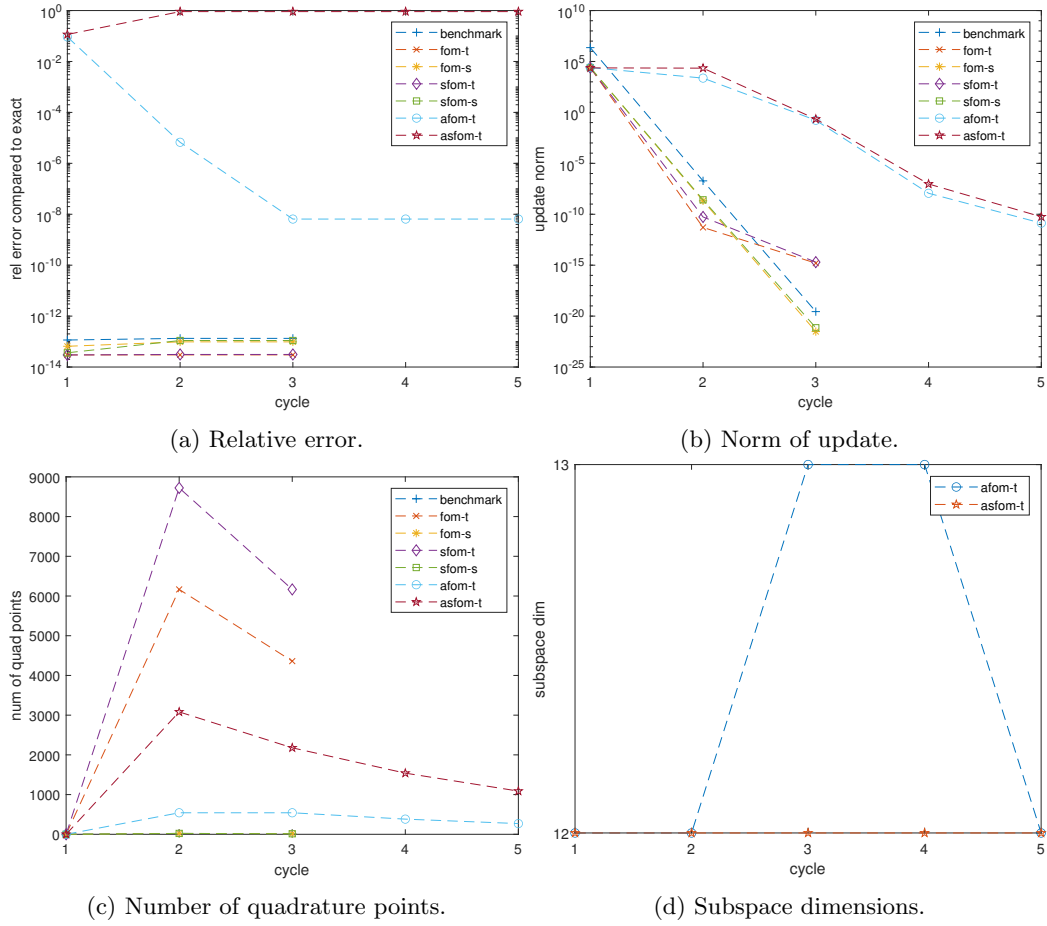 10^0
10^-2
10^-4
10^-6
10^-8
10^-10
10^-12
10^-14
rel error compared to exact
1 2 3 4 5
cycle
benchmark
fom-t
fom-s
sfom-t
sfom-s
afom-t
asfom-t
(a) Relative error.
10^10
10^5
10^0
10^-5
10^-10
10^-15
10^-20
10^-25
update norm
1 2 3 4 5
cycle
benchmark
fom-t
fom-s
sfom-t
sfom-s
afom-t
asfom-t
(b) Norm of update.
9000
8000
7000
6000
5000
4000
3000
2000
1000
0
num of quad points
1 2 3 4 5
cycle
benchmark
fom-t
fom-s
sfom-t
sfom-s
afom-t
asfom-t
(c) Number of quadrature points.
13
12
subspace dim
1 2 3 4 5
cycle
afom-t
asfom-t
(d) Subspace dimensions.